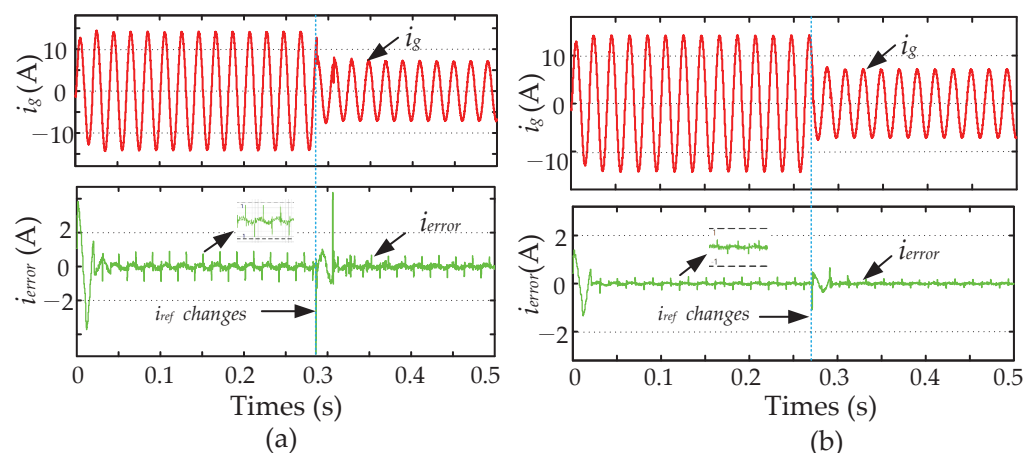 10
0
−10
i_g (A)
i_g
2
0
−2
i_error (A)
1
i_error
i_ref changes
0
0.1
0.2
0.3
0.4
0.5
Times (s)
(a)
10
0
−10
i_g (A)
i_g
2
0
−2
i_error(A)
i_error
i_ref changes
0
0.1
0.2
0.3
0.4
0.5
Times (s)
(b)